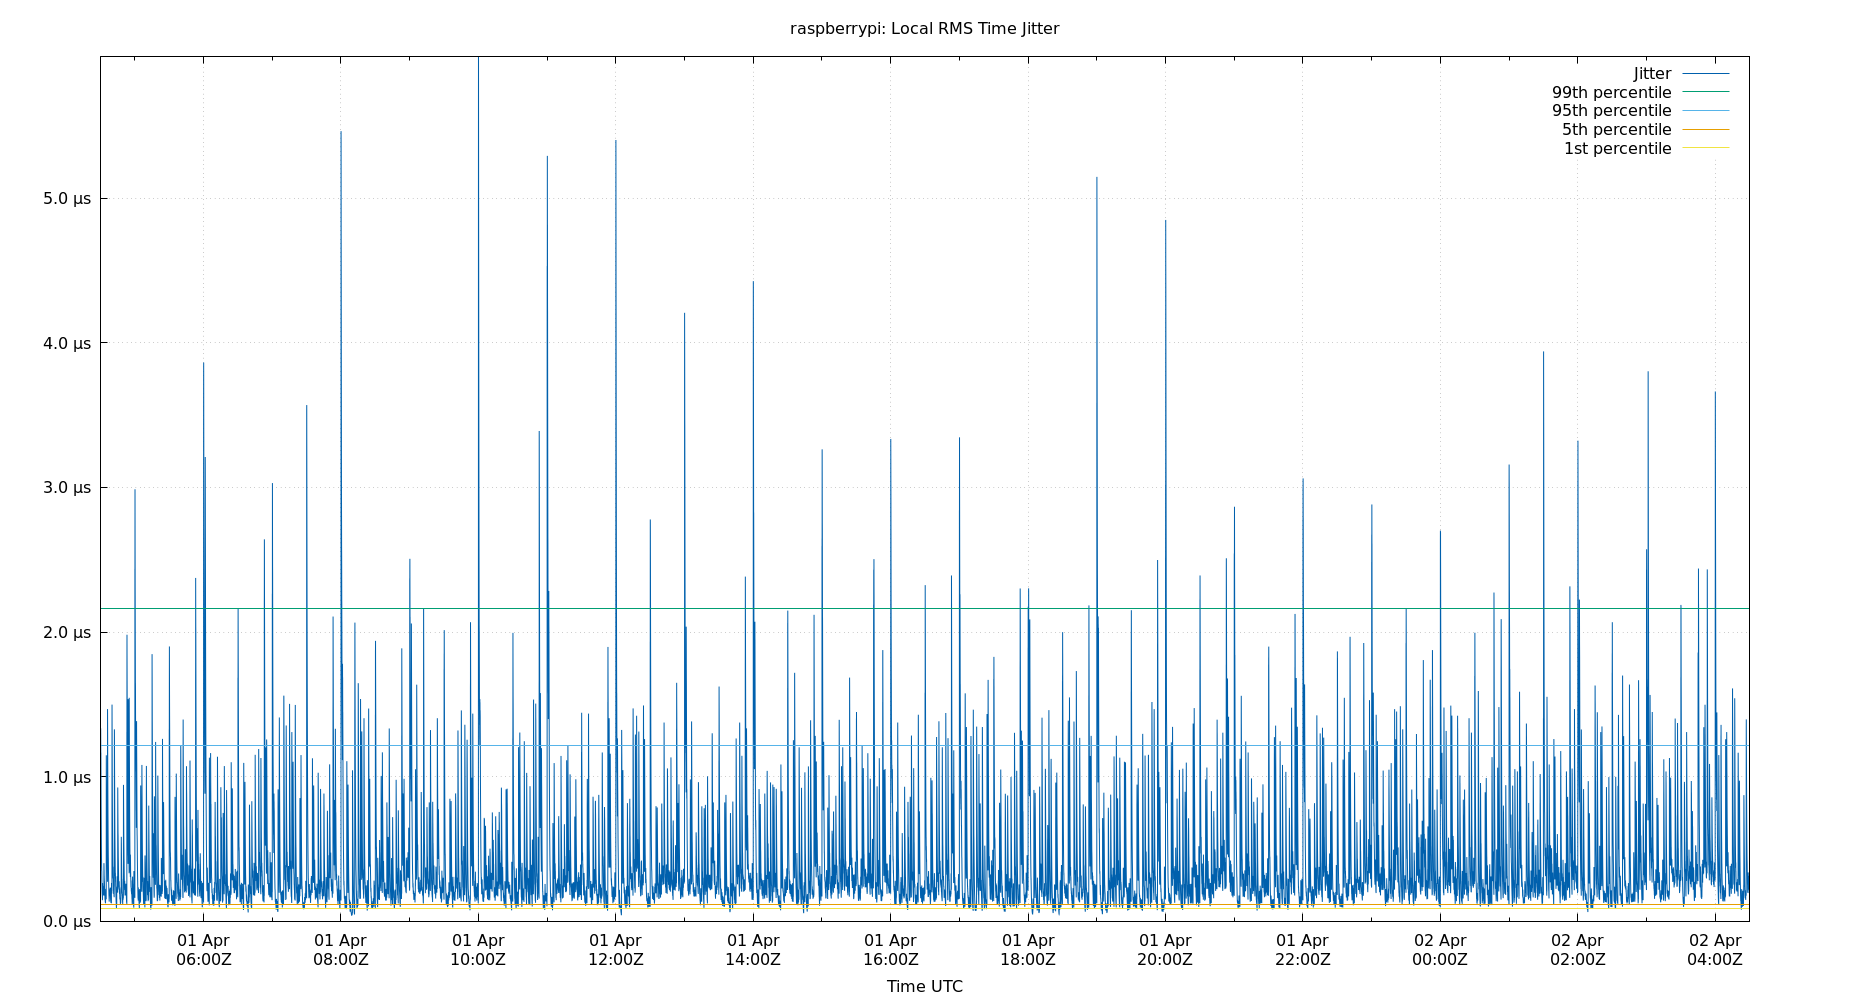 raspberrypi: Local RMS Time Jitter
Jitter
99th percentile
95th percentile
5th percentile
1st percentile
5.0 µs
4.0 µs
3.0 µs
2.0 µs
1.0 µs
0.0 µs
01 Apr 01 Apr 01 Apr 01 Apr 01 Apr 01 Apr 01 Apr 01 Apr 01 Apr 02 Apr 02 Apr 02 Apr
06:00Z 08:00Z 10:00Z 12:00Z 14:00Z 16:00Z 18:00Z 20:00Z 22:00Z 00:00Z 02:00Z 04:00Z
Time UTC